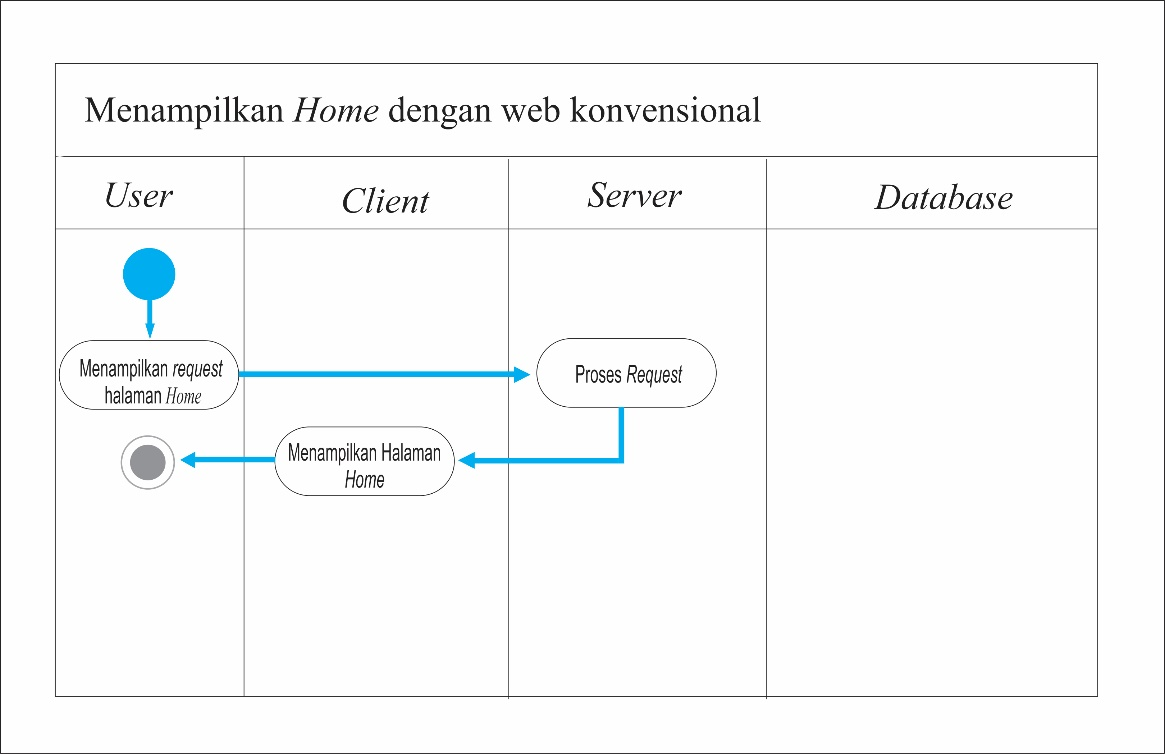 Menampilkan Home dengan web konvensional
User
Client
Server
Database
Menampilkan request
halaman Home
Proses Request
Menampilkan Halaman
Home